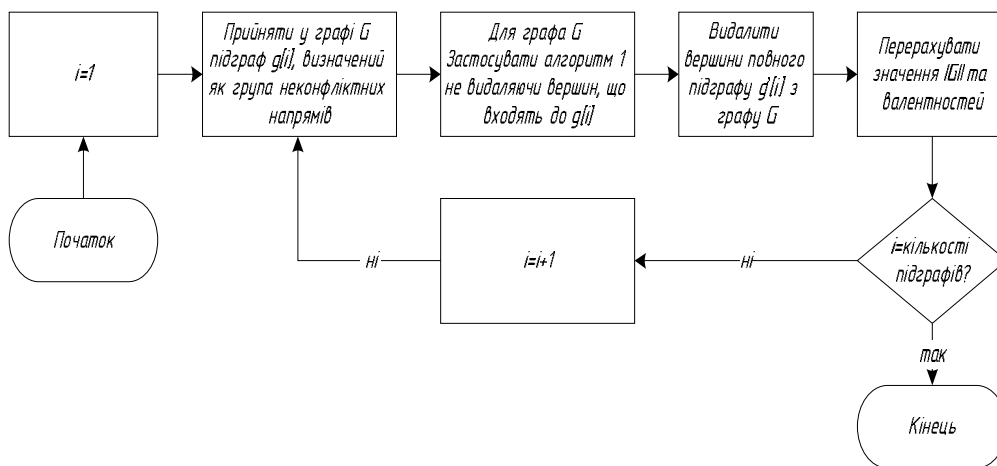 i=1
Прийняти у графі G
підграф g[i], визначений
як група неконфліктних
напрямів
Для графа G
Застосувати алгоритм 1
не видаляючи вершин, що
входять до g[i]
Видалити
вершини повного
підграфу g'[i] з
графу G
Перерахувати
значення ||G|| та
валентностей
Початок
ні
i=i+1
ні
i=кількості
підграфів?
так
Кінець